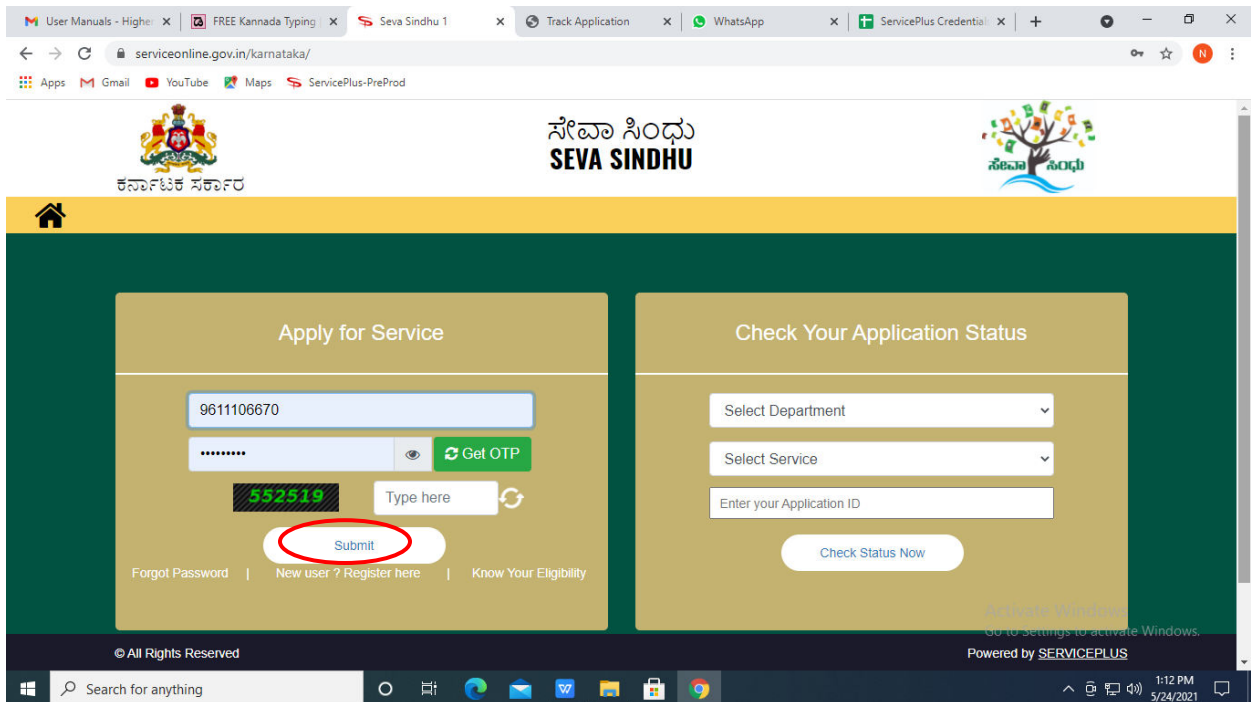 User Manuals - Higher
FREE Kannada Typing
Seva Sindhu 1
Track Application
WhatsApp
ServicePlus Credential
N
serviceonline.gov.in/karnataka/
Apps
Gmail
YouTube
Maps
ServicePlus-PreProd
ಕರ್ನಾಟಕ ಸರ್ಕಾರ
ಸೇವಾ ಸಿಂಧು
SEVA SINDHU
ಸೇವಾ ಸಿಂಧು
Apply for Service
9611106670
•••••••••
Get OTP
552519
Type here
Submit
Forgot Password | New user ? Register here | Know Your Eligibility
Check Your Application Status
Select Department
Select Service
Enter your Application ID
Check Status Now
Activate Windows
Go to Settings to activate Windows.
© All Rights Reserved
Powered by SERVICEPLUS
Search for anything
1:12 PM
5/24/2021